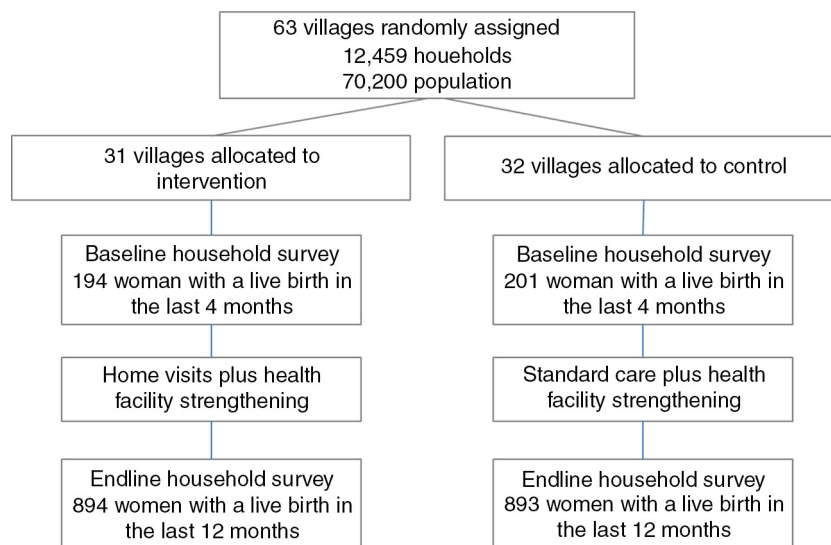 63 villages randomly assigned
12,459 houeholds
70,200 population
31 villages allocated to
intervention
32 villages allocated to control
Baseline household survey
194 woman with a live birth in
the last 4 months
Baseline household survey
201 woman with a live birth in
the last 4 months
Home visits plus health
facility strengthening
Standard care plus health
facility strengthening
Endline household survey
894 women with a live birth in
the last 12 months
Endline household survey
893 women with a live birth in
the last 12 months